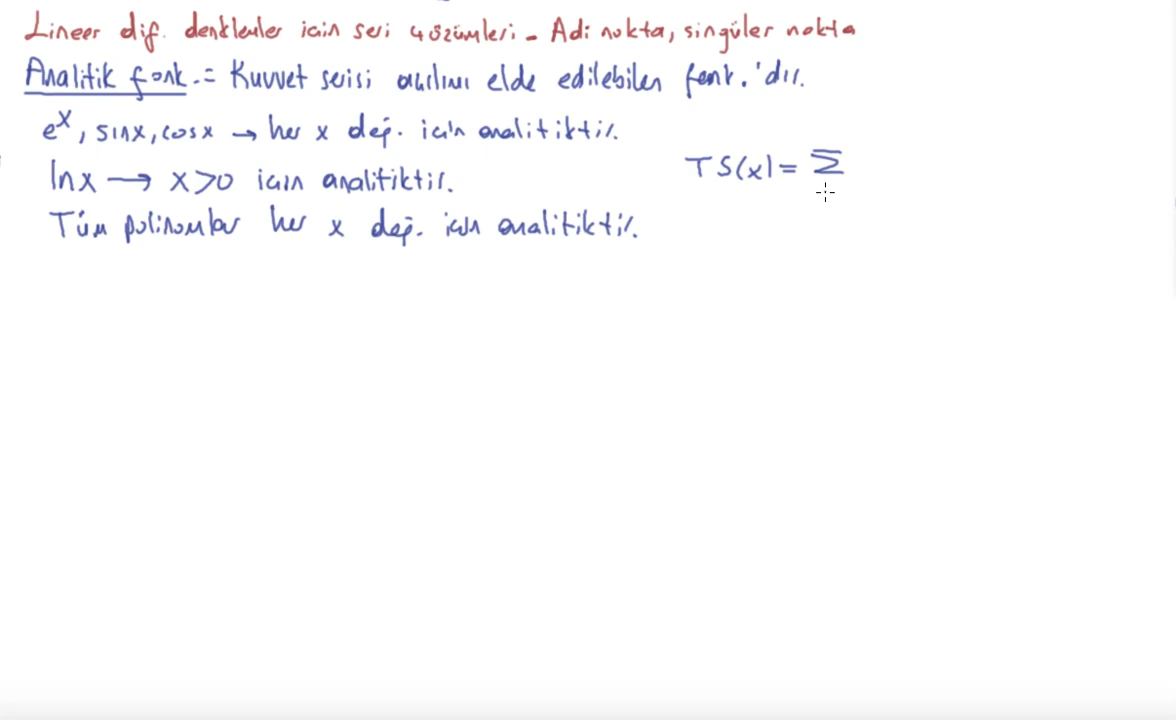 Lineer dif. denklemler için seri çözümleri - Adi nokta, singüler nokta
Analitik fonk.= Kuvvet serisi açılımı elde edilebilen fonk.'dır.
e^x, sinx, cosx → her x değ. için analitiktir.
lnx → x>0 için analitiktir.
TS(x)= Σ
Tüm polinomlar her x değ. için analitiktir.